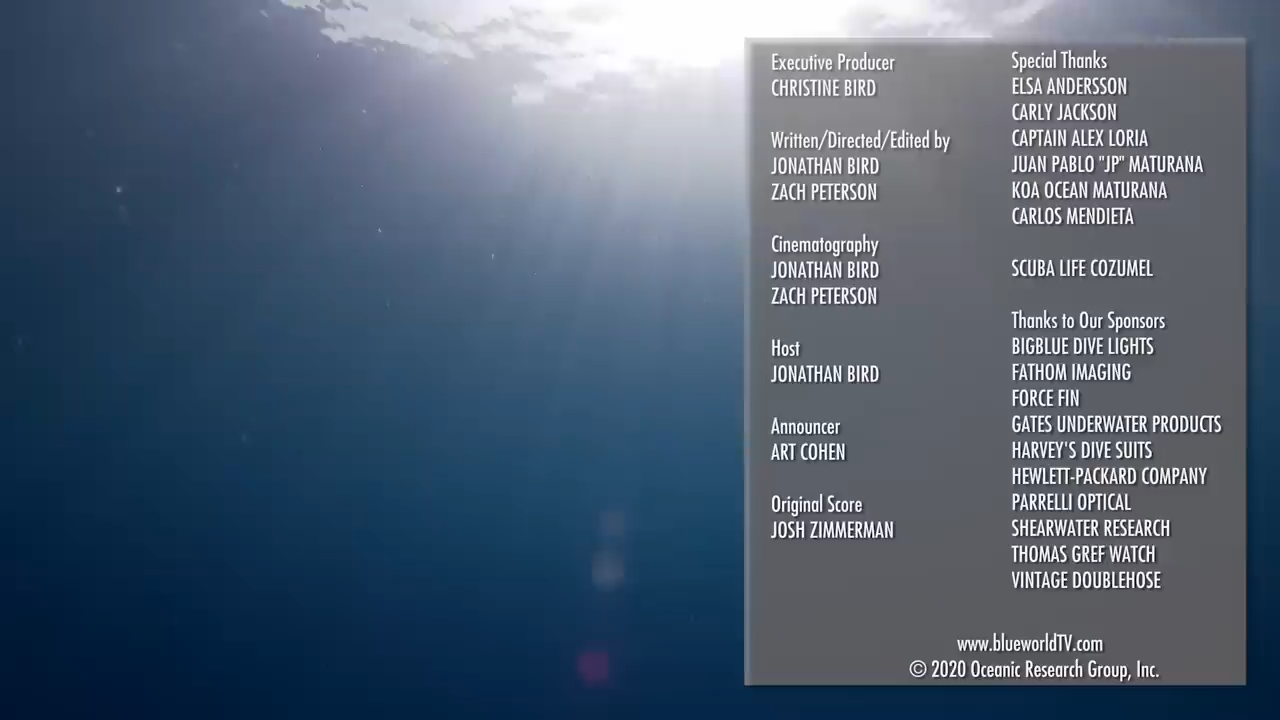 Executive Producer
CHRISTINE BIRD
Written/Directed/Edited by
JONATHAN BIRD
ZACH PETERSON
Cinematography
JONATHAN BIRD
ZACH PETERSON
Host
JONATHAN BIRD
Announcer
ART COHEN
Original Score
JOSH ZIMMERMAN
Special Thanks
ELSA ANDERSSON
CARLY JACKSON
CAPTAIN ALEX LORIA
JUAN PABLO "JP" MATURANA
KOA OCEAN MATURANA
CARLOS MENDIETA
SCUBA LIFE COZUMEL
Thanks to Our Sponsors
BIGBLUE DIVE LIGHTS
FATHOM IMAGING
FORCE FIN
GATES UNDERWATER PRODUCTS
HARVEY'S DIVE SUITS
HEWLETT-PACKARD COMPANY
PARRELLI OPTICAL
SHEARWATER RESEARCH
THOMAS GREF WATCH
VINTAGE DOUBLEHOSE
www.blueworldTV.com
© 2020 Oceanic Research Group, Inc.